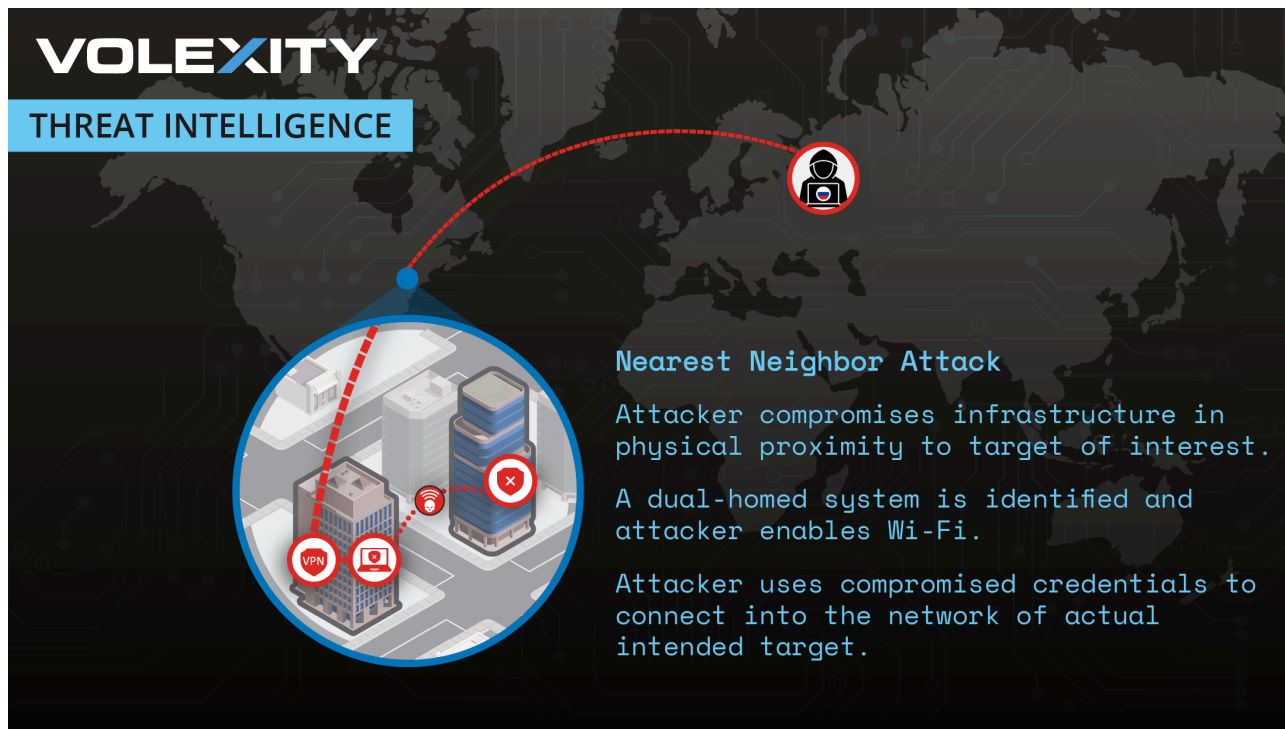 VOLEXITY
THREAT INTELLIGENCE
Nearest Neighbor Attack
Attacker compromises infrastructure in
physical proximity to target of interest.
A dual-homed system is identified and
attacker enables Wi-Fi.
Attacker uses compromised credentials to
connect into the network of actual
intended target.
VPN